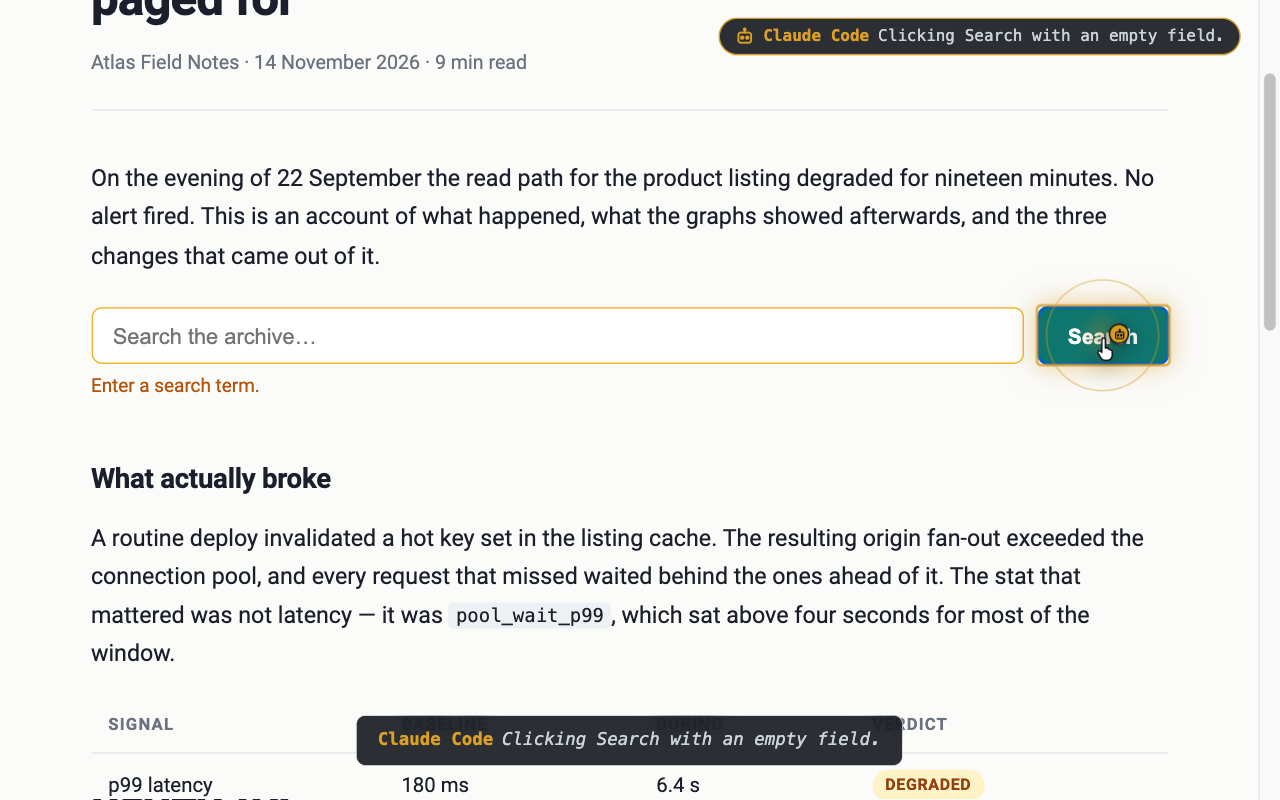 paged for
Claude Code Clicking Search with an empty field.
Atlas Field Notes · 14 November 2026 · 9 min read
On the evening of 22 September the read path for the product listing degraded for nineteen minutes. No
alert fired. This is an account of what happened, what the graphs showed afterwards, and the three
changes that came out of it.
Search the archive…
Search
Enter a search term.
What actually broke
A routine deploy invalidated a hot key set in the listing cache. The resulting origin fan-out exceeded the
connection pool, and every request that missed waited behind the ones ahead of it. The stat that
mattered was not latency — it was pool_wait_p99, which sat above four seconds for most of the
window.
SIGNAL BASELINE DURING VERDICT
Claude Code Clicking Search with an empty field.
p99 latency 180 ms 6.4 s DEGRADED